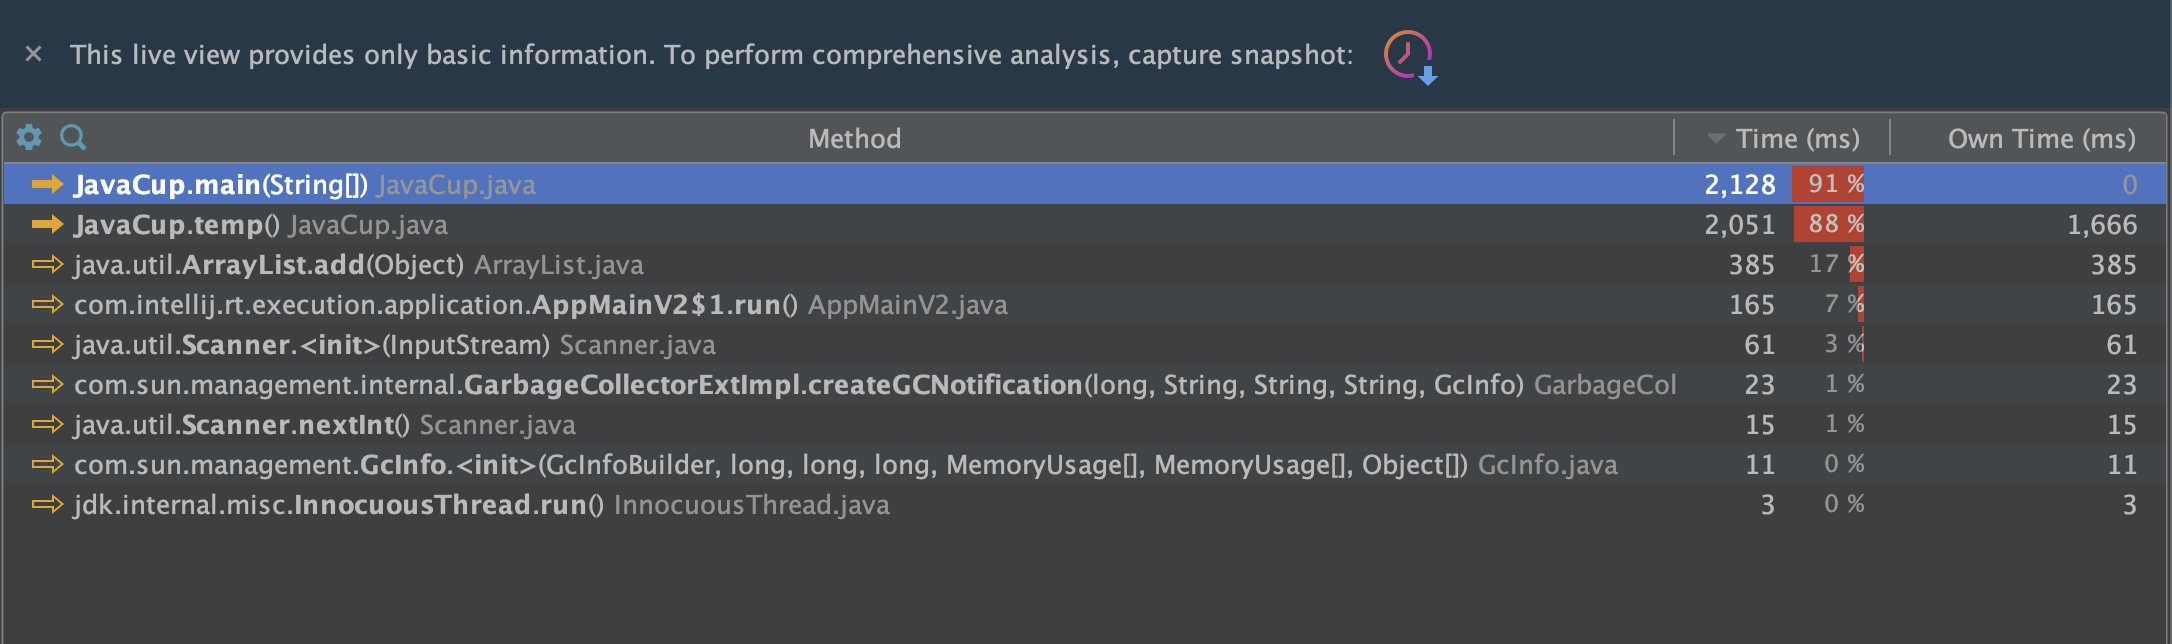 This live view provides only basic information. To perform comprehensive analysis, capture snapshot:
Method Time (ms) Own Time (ms)
JavaCup.main(String[]) JavaCup.java 2,128 91 % 0
JavaCup.temp() JavaCup.java 2,051 88 % 1,666
java.util.ArrayList.add(Object) ArrayList.java 385 17 % 385
com.intellij.rt.execution.application.AppMainV2$1.run() AppMainV2.java 165 7 % 165
java.util.Scanner.<init>(InputStream) Scanner.java 61 3 % 61
com.sun.management.internal.GarbageCollectorExtImpl.createGCNotification(long, String, String, String, GcInfo) GarbageCol 23 1 % 23
java.util.Scanner.nextInt() Scanner.java 15 1 % 15
com.sun.management.GcInfo.<init>(GcInfoBuilder, long, long, long, MemoryUsage[], MemoryUsage[], Object[]) GcInfo.java 11 0 % 11
jdk.internal.misc.InnocuousThread.run() InnocuousThread.java 3 0 % 3